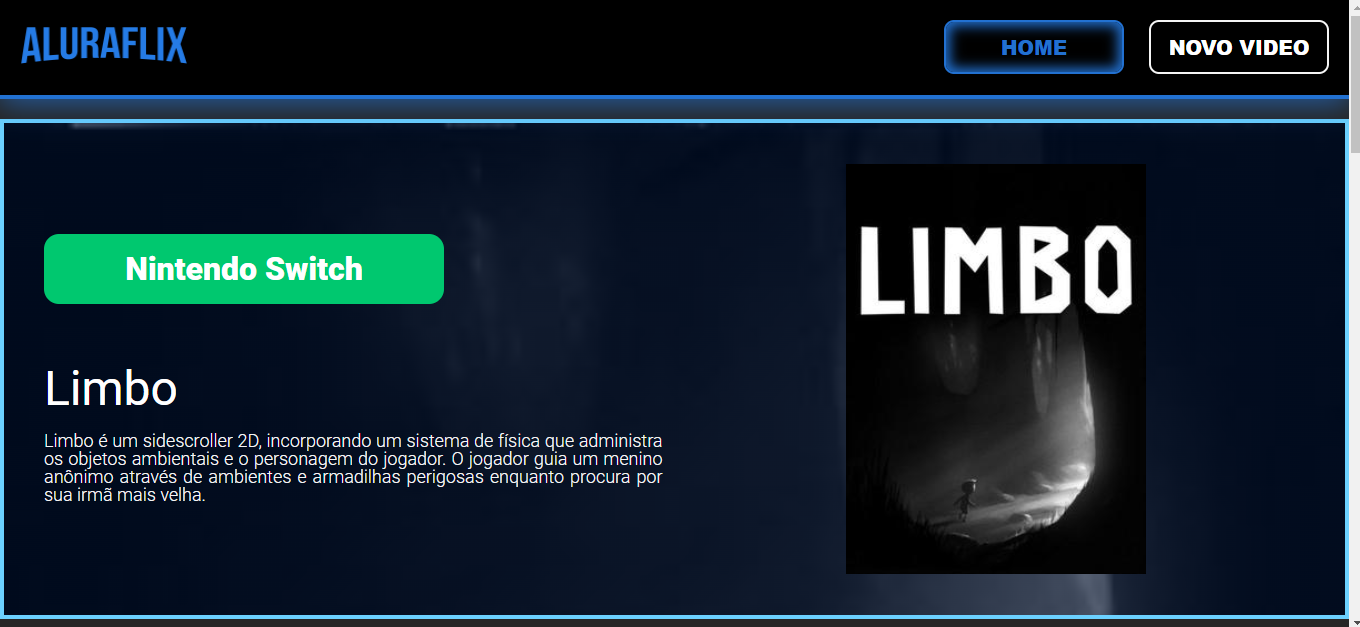 ALURAFLIX
HOME
NOVO VIDEO
Nintendo Switch
Limbo
Limbo é um sidescroller 2D, incorporando um sistema de física que administra
os objetos ambientais e o personagem do jogador. O jogador guia um menino
anônimo através de ambientes e armadilhas perigosas enquanto procura por
sua irmã mais velha.
LIMBO